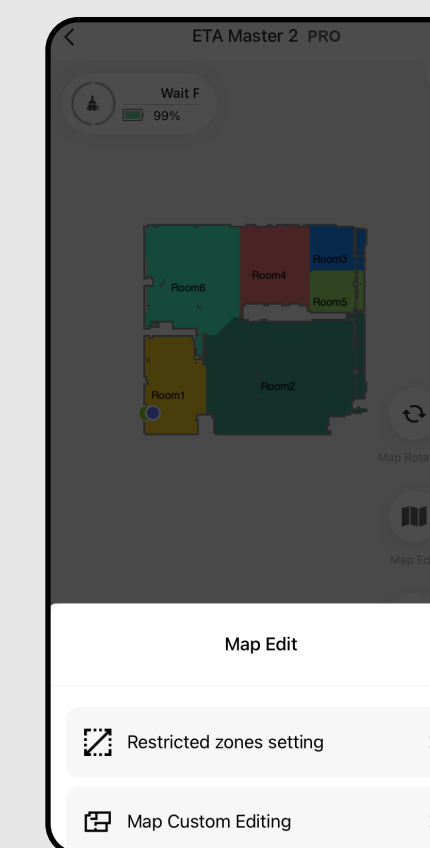 ETA Master 2 PRO
Wait F
99%
Room3
Room4
Room6
Room5
Room2
Room1
Map Rota
Map Ed
Map Edit
Restricted zones setting
Map Custom Editing